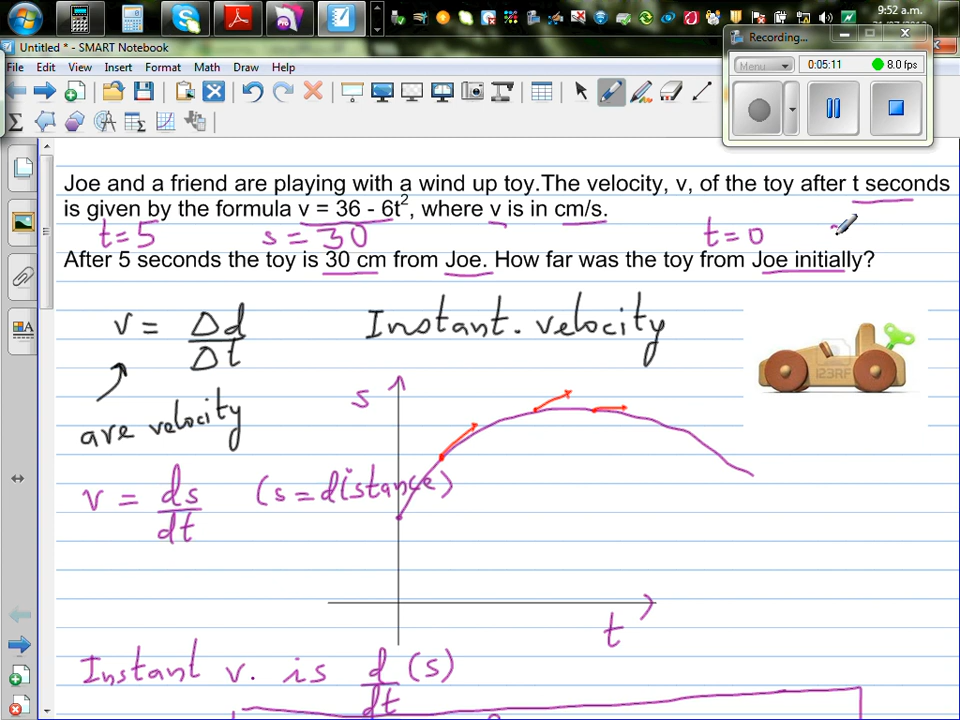 9:52 a.m.
Untitled * - SMART Notebook
Recording...
File Edit View Insert Format Math Draw Help
Menu 0:05:11 8.0 fps
Joe and a friend are playing with a wind up toy.The velocity, v, of the toy after t seconds
is given by the formula v = 36 - 6t², where v is in cm/s.
t=5 s = 30 t=0
After 5 seconds the toy is 30 cm from Joe. How far was the toy from Joe initially?
v = Δd/Δt Instant. velocity
123RF
s
are velocity
v = ds/dt (s = distance)
t
Instant v. is d/dt (s)